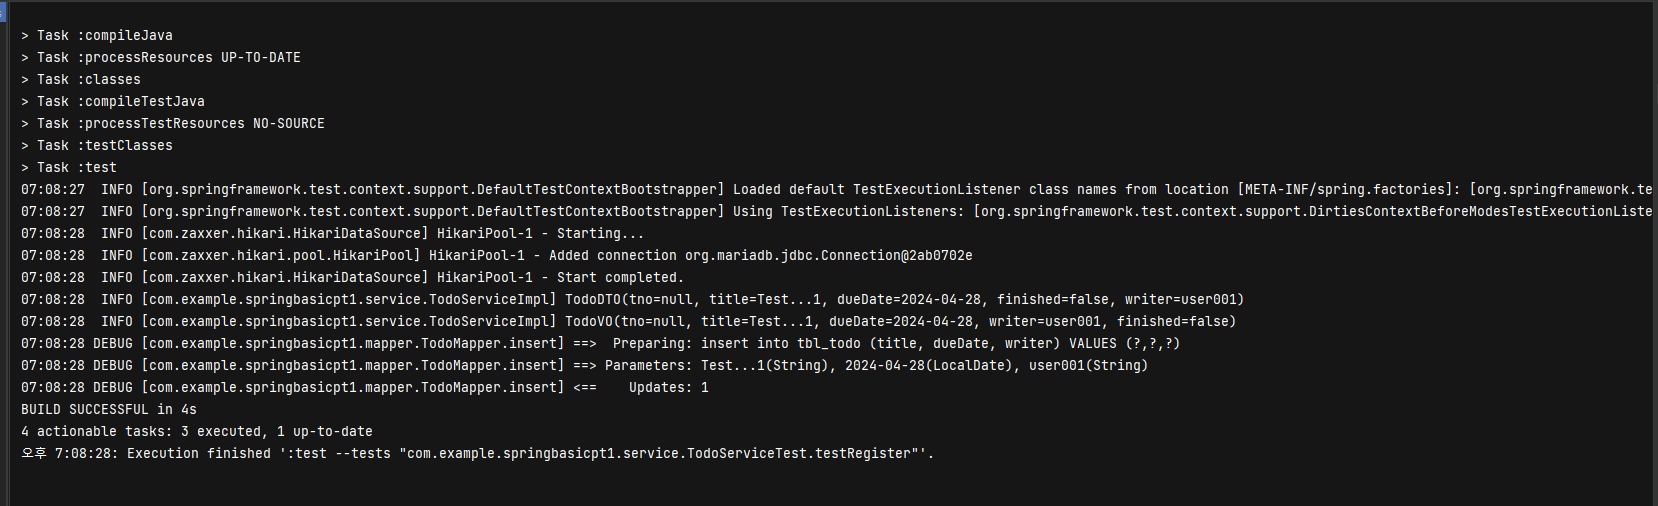 > Task :compileJava
> Task :processResources UP-TO-DATE
> Task :classes
> Task :compileTestJava
> Task :processTestResources NO-SOURCE
> Task :testClasses
> Task :test
07:08:27  INFO [org.springframework.test.context.support.DefaultTestContextBootstrapper] Loaded default TestExecutionListener class names from location [META-INF/spring.factories]: [org.springframework.te
07:08:27  INFO [org.springframework.test.context.support.DefaultTestContextBootstrapper] Using TestExecutionListeners: [org.springframework.test.context.support.DirtiesContextBeforeModesTestExecutionListe
07:08:28  INFO [com.zaxxer.hikari.HikariDataSource] HikariPool-1 - Starting...
07:08:28  INFO [com.zaxxer.hikari.pool.HikariPool] HikariPool-1 - Added connection org.mariadb.jdbc.Connection@2ab0702e
07:08:28  INFO [com.zaxxer.hikari.HikariDataSource] HikariPool-1 - Start completed.
07:08:28  INFO [com.example.springbasicpt1.service.TodoServiceImpl] TodoDTO(tno=null, title=Test...1, dueDate=2024-04-28, finished=false, writer=user001)
07:08:28  INFO [com.example.springbasicpt1.service.TodoServiceImpl] TodoVO(tno=null, title=Test...1, dueDate=2024-04-28, writer=user001, finished=false)
07:08:28 DEBUG [com.example.springbasicpt1.mapper.TodoMapper.insert] ==>  Preparing: insert into tbl_todo (title, dueDate, writer) VALUES (?,?,?)
07:08:28 DEBUG [com.example.springbasicpt1.mapper.TodoMapper.insert] ==> Parameters: Test...1(String), 2024-04-28(LocalDate), user001(String)
07:08:28 DEBUG [com.example.springbasicpt1.mapper.TodoMapper.insert] <==    Updates: 1
BUILD SUCCESSFUL in 4s
4 actionable tasks: 3 executed, 1 up-to-date
오후 7:08:28: Execution finished ':test --tests "com.example.springbasicpt1.service.TodoServiceTest.testRegister"'.